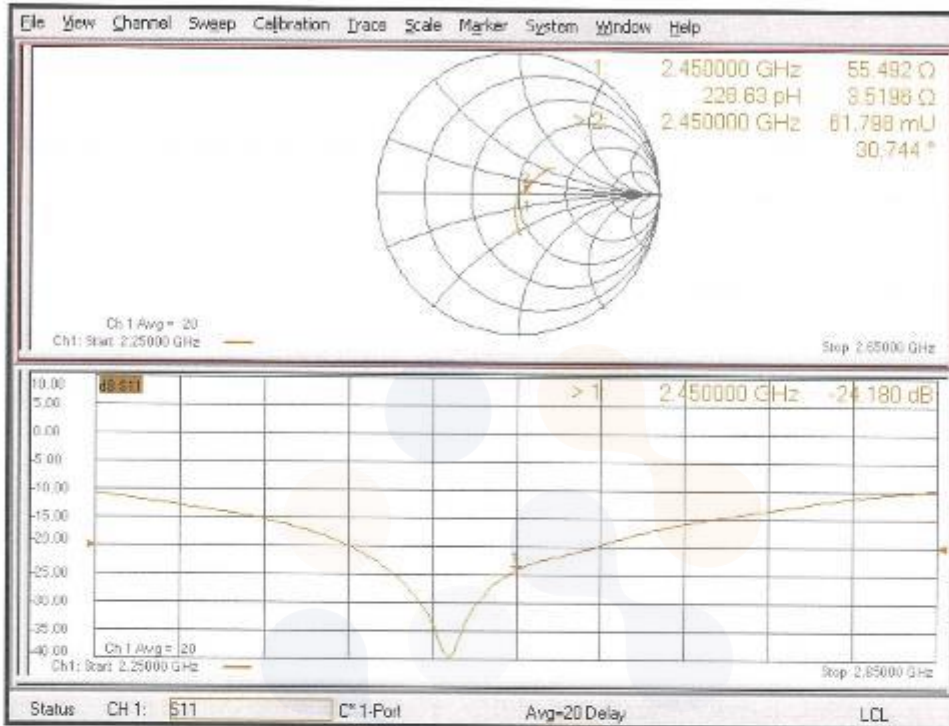 File View Channel Sweep Calibration Trace Scale Marker System Window Help
1: 2.450000 GHz 55.492 Ω
228.63 pH 3.5196 Ω
> 2: 2.450000 GHz 61.798 mU
30.744 °
Ch 1 Avg = 20
Ch1: Start 2.25000 GHz
Stop 2.65000 GHz
10.00 dB S11
> 1: 2.450000 GHz -24.180 dB
5.00
0.00
-5.00
-10.00
-15.00
-20.00
-25.00
-30.00
-35.00
-40.00
Ch 1 Avg = 20
Ch1: Start 2.25000 GHz
Stop 2.65000 GHz
Status CH 1: S11 C* 1-Port Avg=20 Delay LCL